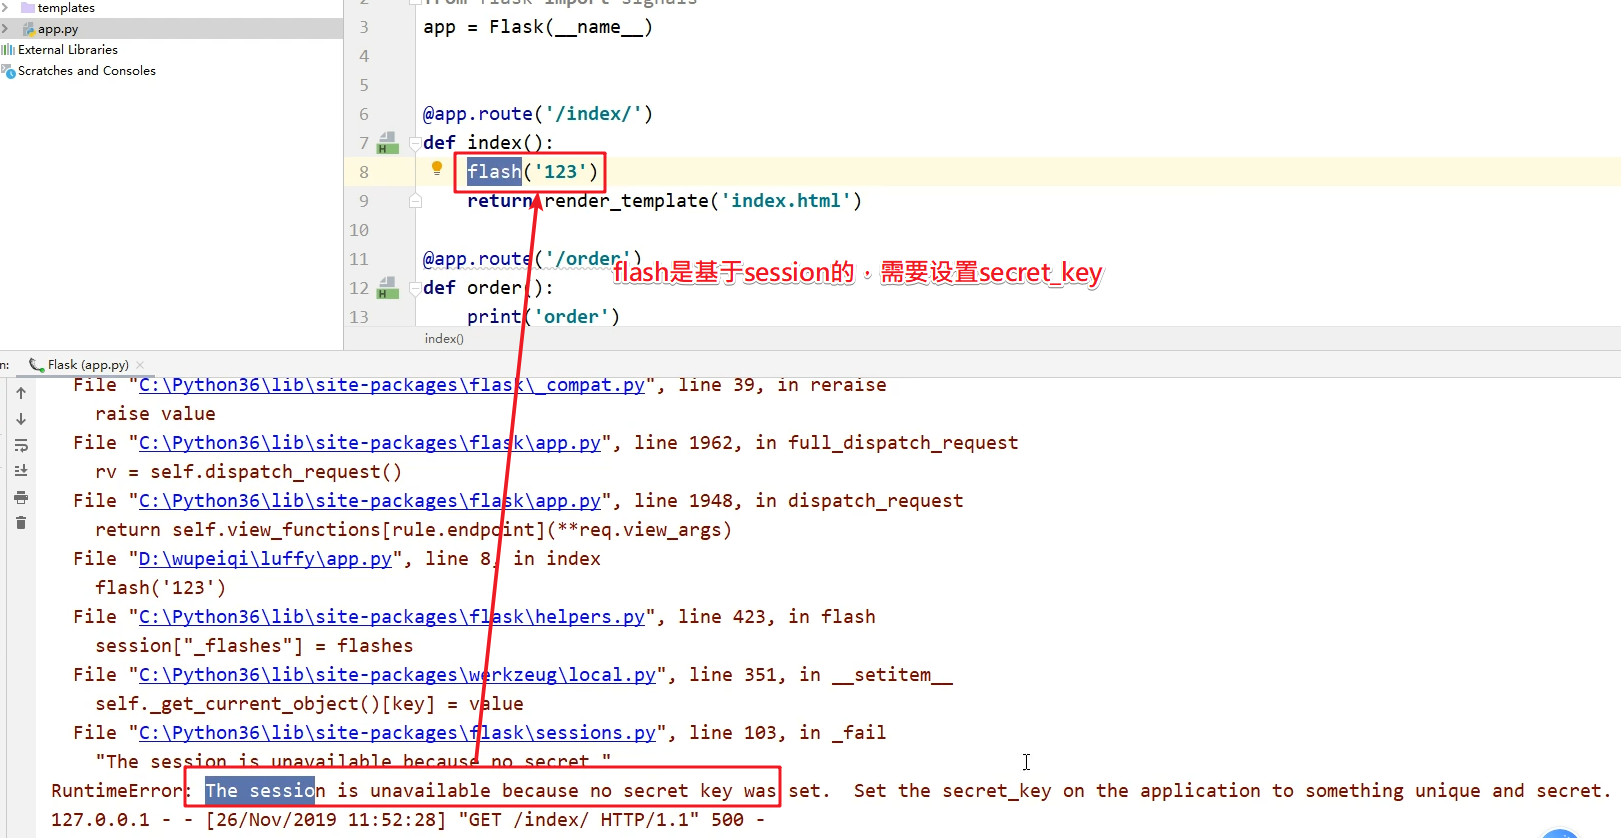 templates
app.py
External Libraries
Scratches and Consoles
2 from flask import signals
3 app = Flask(__name__)
4
5
6 @app.route('/index/')
7 def index():
8 flash('123')
9 return render_template('index.html')
10
11 @app.route('/order')
flash是基于session的，需要设置secret_key
12 def order():
13 print('order')
index()
n: Flask (app.py)
File "C:\Python36\lib\site-packages\flask\_compat.py", line 39, in reraise
raise value
File "C:\Python36\lib\site-packages\flask\app.py", line 1962, in full_dispatch_request
rv = self.dispatch_request()
File "C:\Python36\lib\site-packages\flask\app.py", line 1948, in dispatch_request
return self.view_functions[rule.endpoint](**req.view_args)
File "D:\wupeiqi\luffy\app.py", line 8, in index
flash('123')
File "C:\Python36\lib\site-packages\flask\helpers.py", line 423, in flash
session["_flashes"] = flashes
File "C:\Python36\lib\site-packages\werkzeug\local.py", line 351, in __setitem__
self._get_current_object()[key] = value
File "C:\Python36\lib\site-packages\flask\sessions.py", line 103, in _fail
"The session is unavailable because no secret "
RuntimeError: The session is unavailable because no secret key was set.  Set the secret_key on the application to something unique and secret.
127.0.0.1 - - [26/Nov/2019 11:52:28] "GET /index/ HTTP/1.1" 500 -